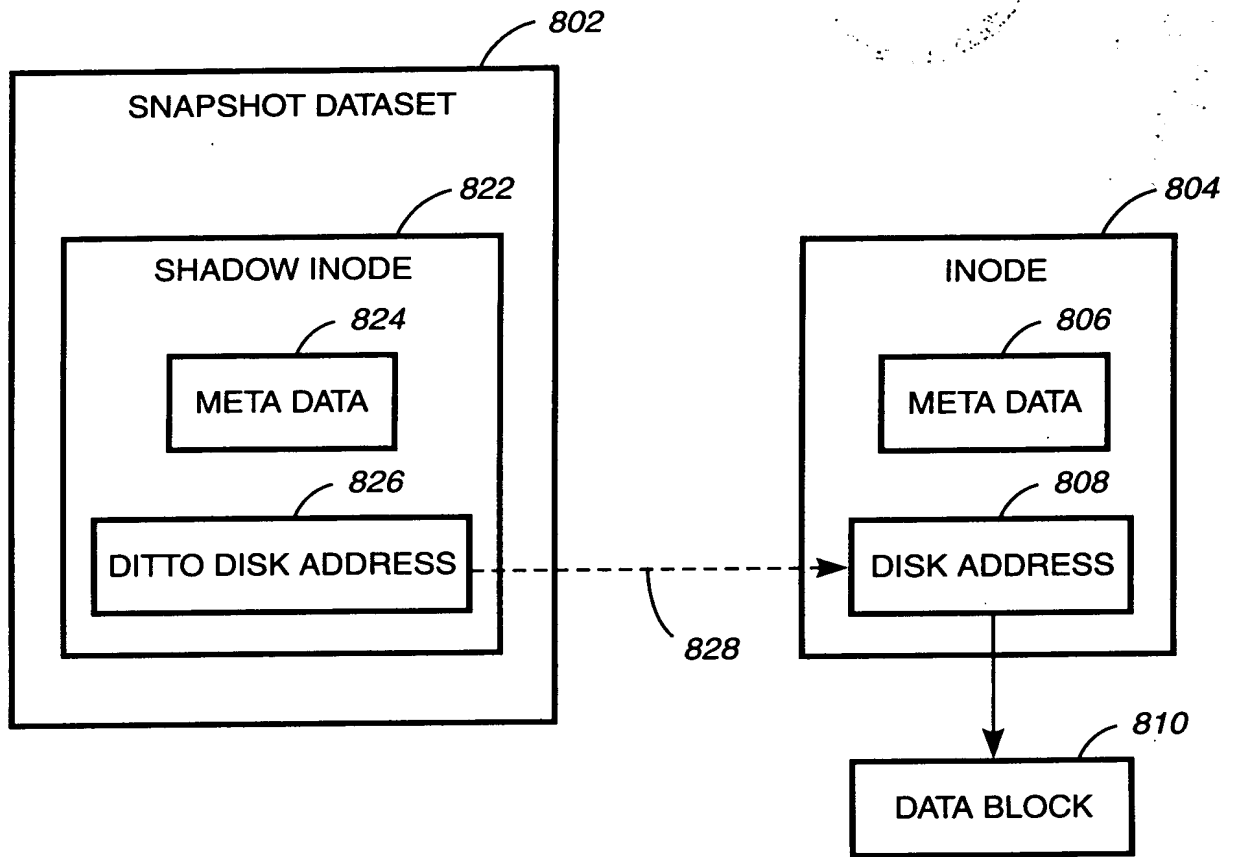 802
SNAPSHOT DATASET
822
804
SHADOW INODE
INODE
824
806
META DATA
META DATA
826
808
DITTO DISK ADDRESS
DISK ADDRESS
828
810
DATA BLOCK